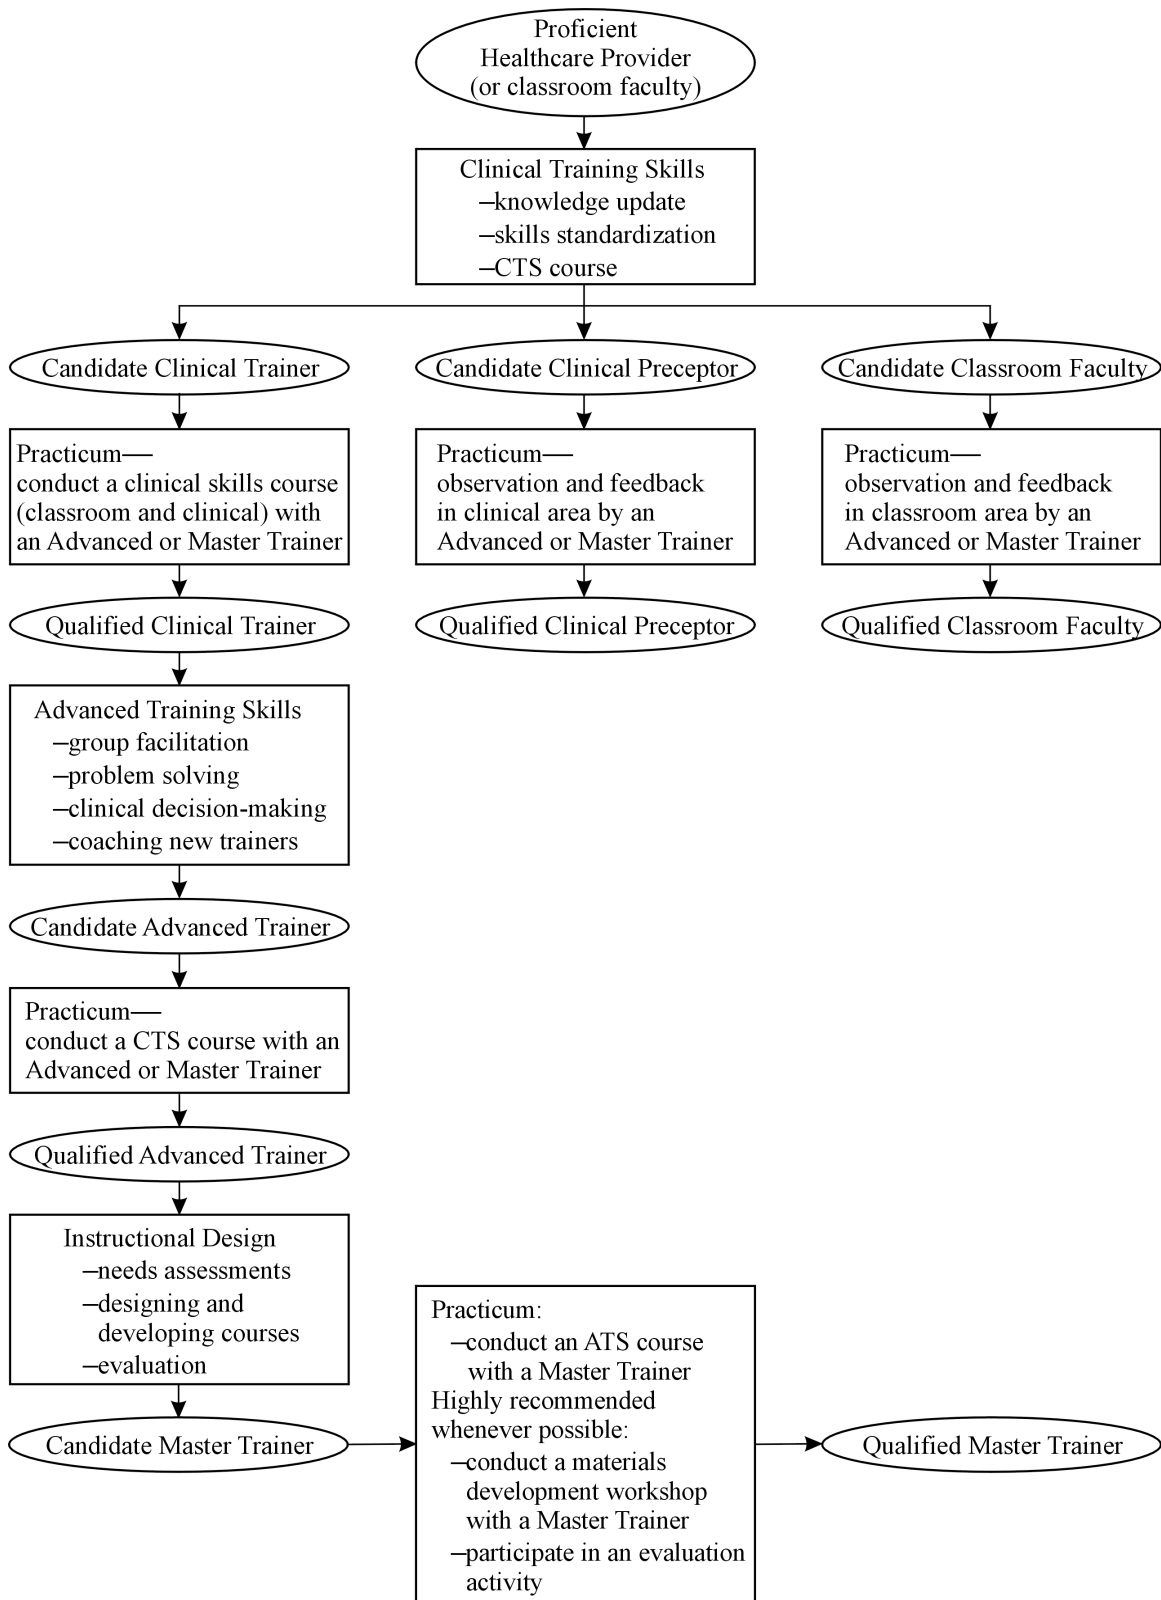 Proficient
Healthcare Provider
(or classroom faculty)
Clinical Training Skills
–knowledge update
–skills standardization
–CTS course
Candidate Clinical Trainer
Candidate Clinical Preceptor
Candidate Classroom Faculty
Practicum—
conduct a clinical skills course
(classroom and clinical) with
an Advanced or Master Trainer
Practicum—
observation and feedback
in clinical area by an
Advanced or Master Trainer
Practicum—
observation and feedback
in classroom area by an
Advanced or Master Trainer
Qualified Clinical Trainer
Qualified Clinical Preceptor
Qualified Classroom Faculty
Advanced Training Skills
–group facilitation
–problem solving
–clinical decision-making
–coaching new trainers
Candidate Advanced Trainer
Practicum—
conduct a CTS course with an
Advanced or Master Trainer
Qualified Advanced Trainer
Instructional Design
–needs assessments
–designing and
developing courses
–evaluation
Candidate Master Trainer
Practicum:
–conduct an ATS course
with a Master Trainer
Highly recommended
whenever possible:
–conduct a materials
development workshop
with a Master Trainer
–participate in an evaluation
activity
Qualified Master Trainer